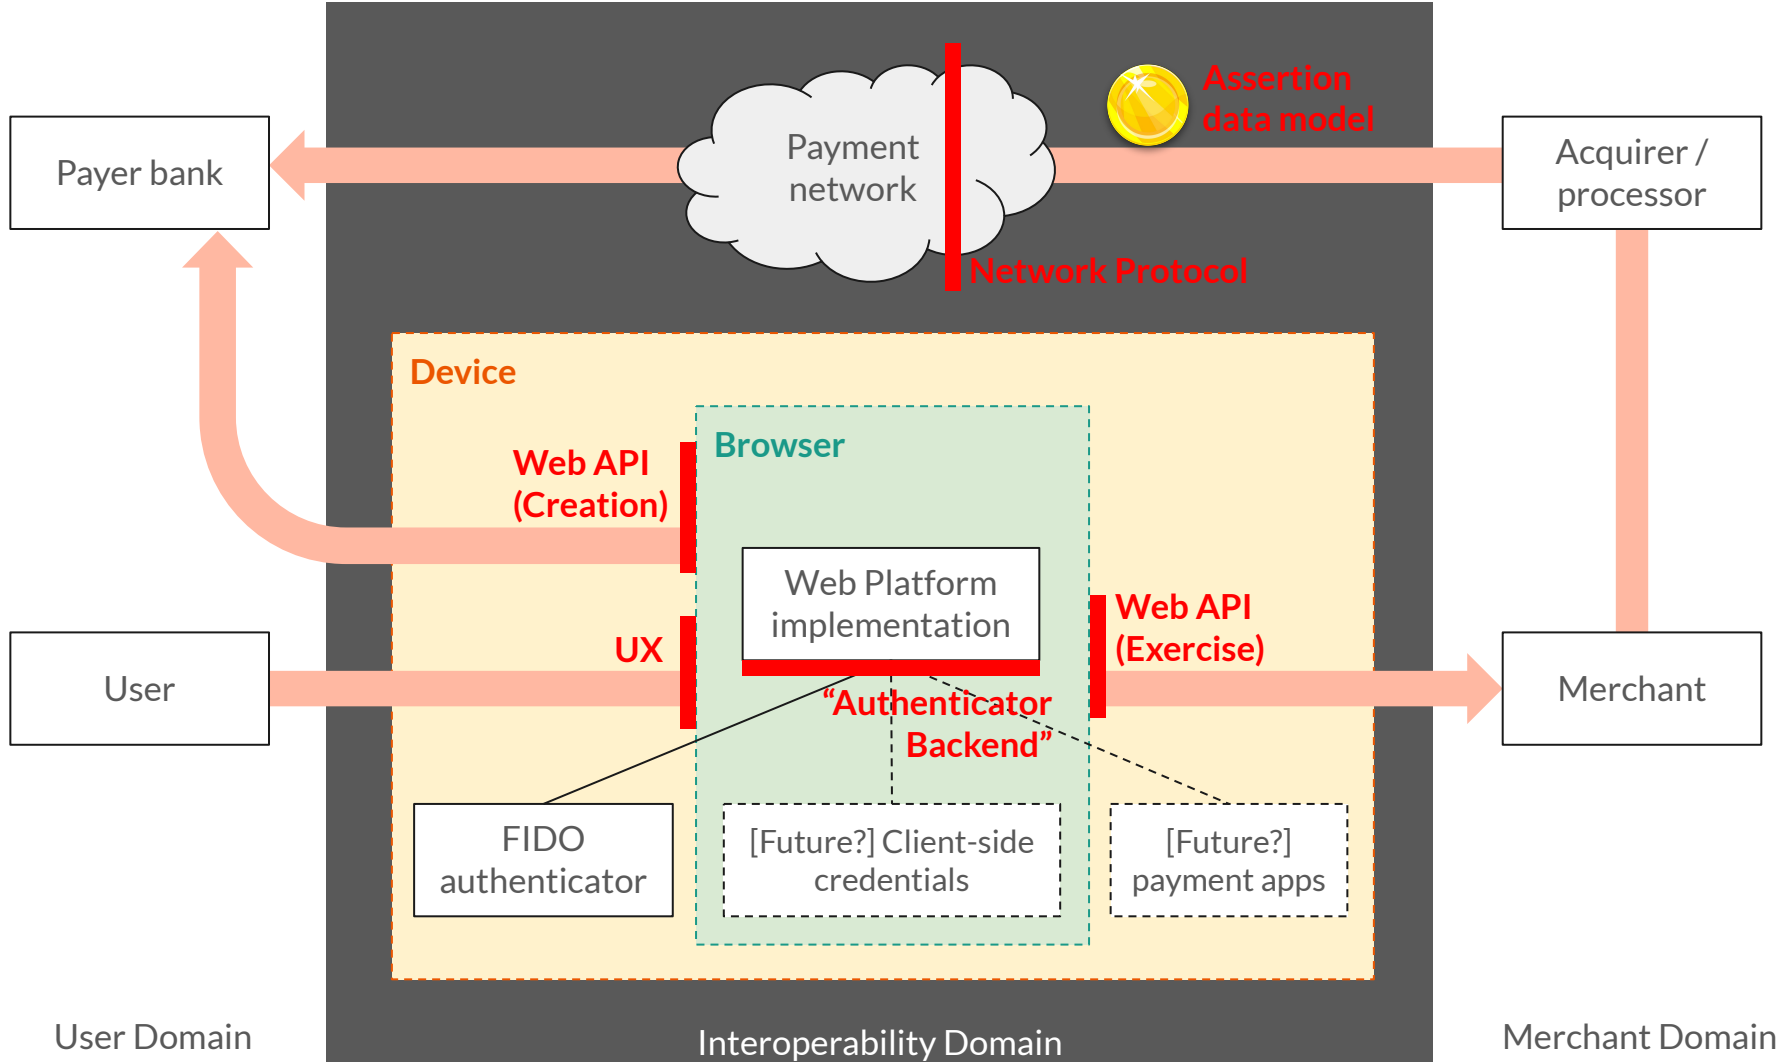 Payer bank
Payment
network
Assertion
data model
Acquirer /
processor
Network Protocol
Device
Browser
Web API
(Creation)
Web Platform
implementation
Web API
(Exercise)
UX
User
Merchant
“Authenticator
Backend”
FIDO
authenticator
[Future?] Client-side
credentials
[Future?]
payment apps
User Domain
Interoperability Domain
Merchant Domain